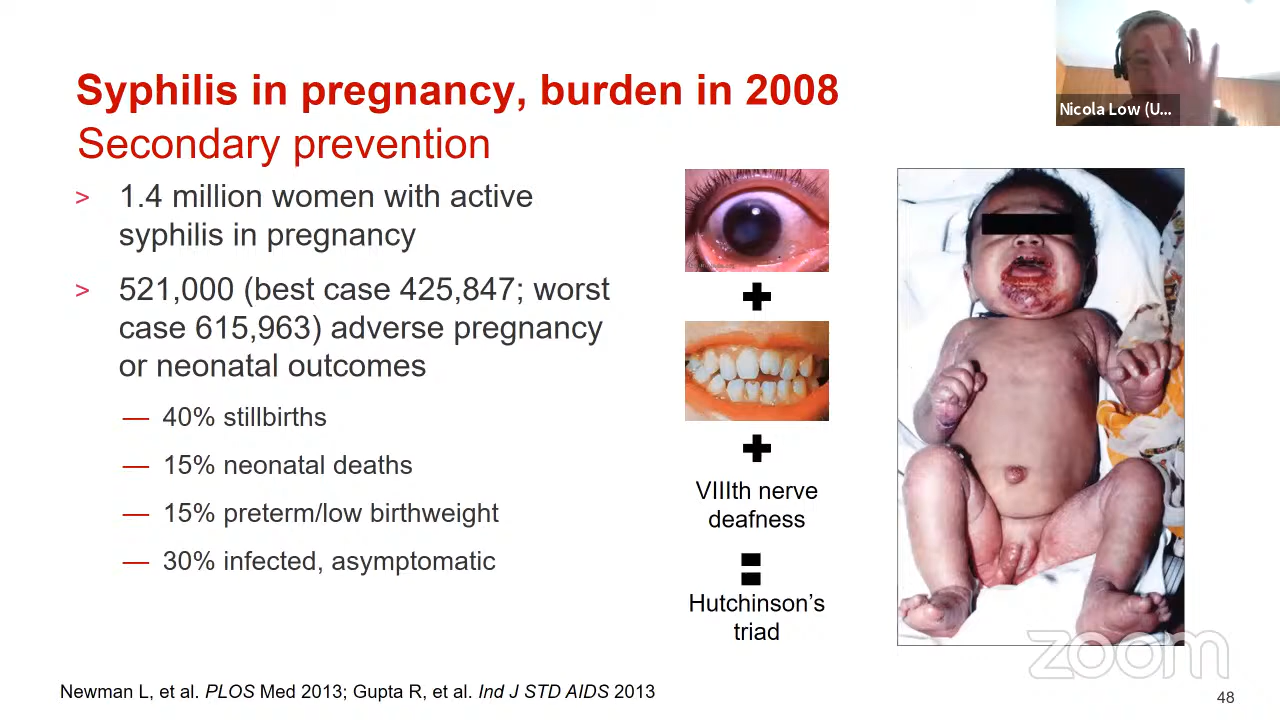 Syphilis in pregnancy, burden in 2008
Secondary prevention
> 1.4 million women with active
syphilis in pregnancy
> 521,000 (best case 425,847; worst
case 615,963) adverse pregnancy
or neonatal outcomes
— 40% stillbirths
— 15% neonatal deaths
— 15% preterm/low birthweight
— 30% infected, asymptomatic
VIIIth nerve
deafness
Hutchinson’s
triad
Nicola Low (U...
zoom
Newman L, et al. PLOS Med 2013; Gupta R, et al. Ind J STD AIDS 2013
48